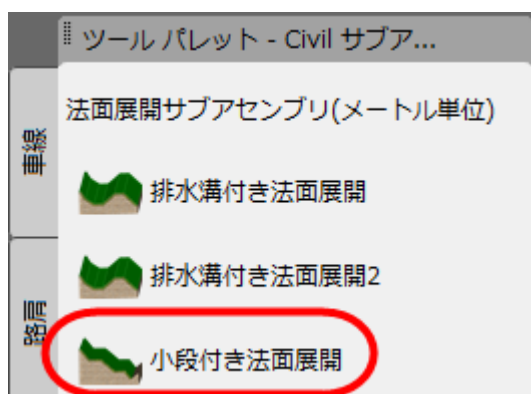 ツール パレット - Civil サブア...
法面展開サブアセンブリ(メートル単位)
車線
排水溝付き法面展開
排水溝付き法面展開2
路肩
小段付き法面展開